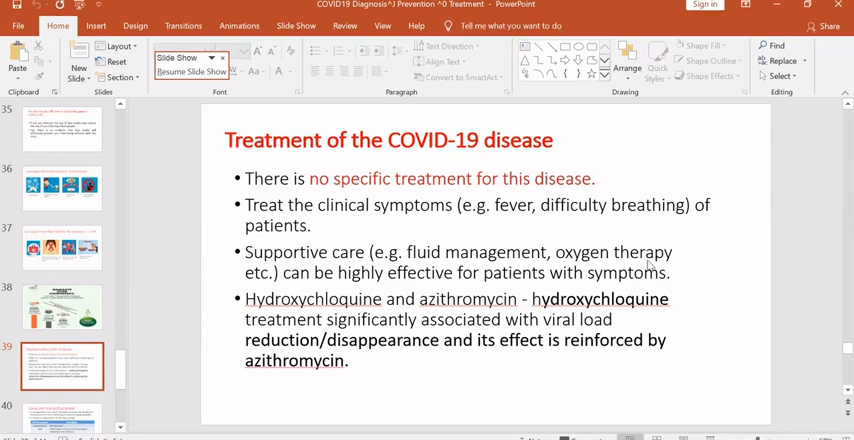 COVID19 Diagnosis^J Prevention ^0 Treatment - PowerPoint
Sign in
File Home Insert Design Transitions Animations Slide Show Review View Help Tell me what you want to do Share
Paste
Clipboard
New Slide
Layout
Reset
Section
Slides
Slide Show
Resume Slide Show
Font
Paragraph
Text Direction
Align Text
Convert to SmartArt
Drawing
Arrange
Quick Styles
Shape Fill
Shape Outline
Shape Effects
Find
Replace
Select
Editing
35
36
37
38
39
40
Treatment of the COVID-19 disease
• There is no specific treatment for this disease.
• Treat the clinical symptoms (e.g. fever, difficulty breathing) of
patients.
• Supportive care (e.g. fluid management, oxygen therapy
etc.) can be highly effective for patients with symptoms.
• Hydroxychloquine and azithromycin - hydroxychloquine
treatment significantly associated with viral load
reduction/disappearance and its effect is reinforced by
azithromycin.